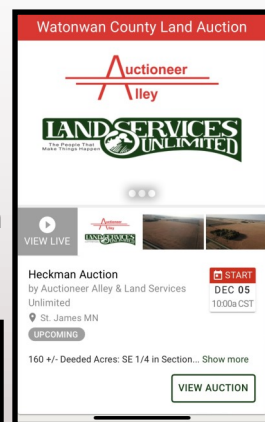 Watonwan County Land Auction
Auctioneer
Alley
LAND SERVICES
UNLIMITED
The People That
Make Things Happen
VIEW LIVE
Heckman Auction
by Auctioneer Alley & Land Services
Unlimited
St. James MN
UPCOMING
START
DEC 05
10:00a CST
160 +/- Deeded Acres: SE 1/4 in Section... Show more
VIEW AUCTION